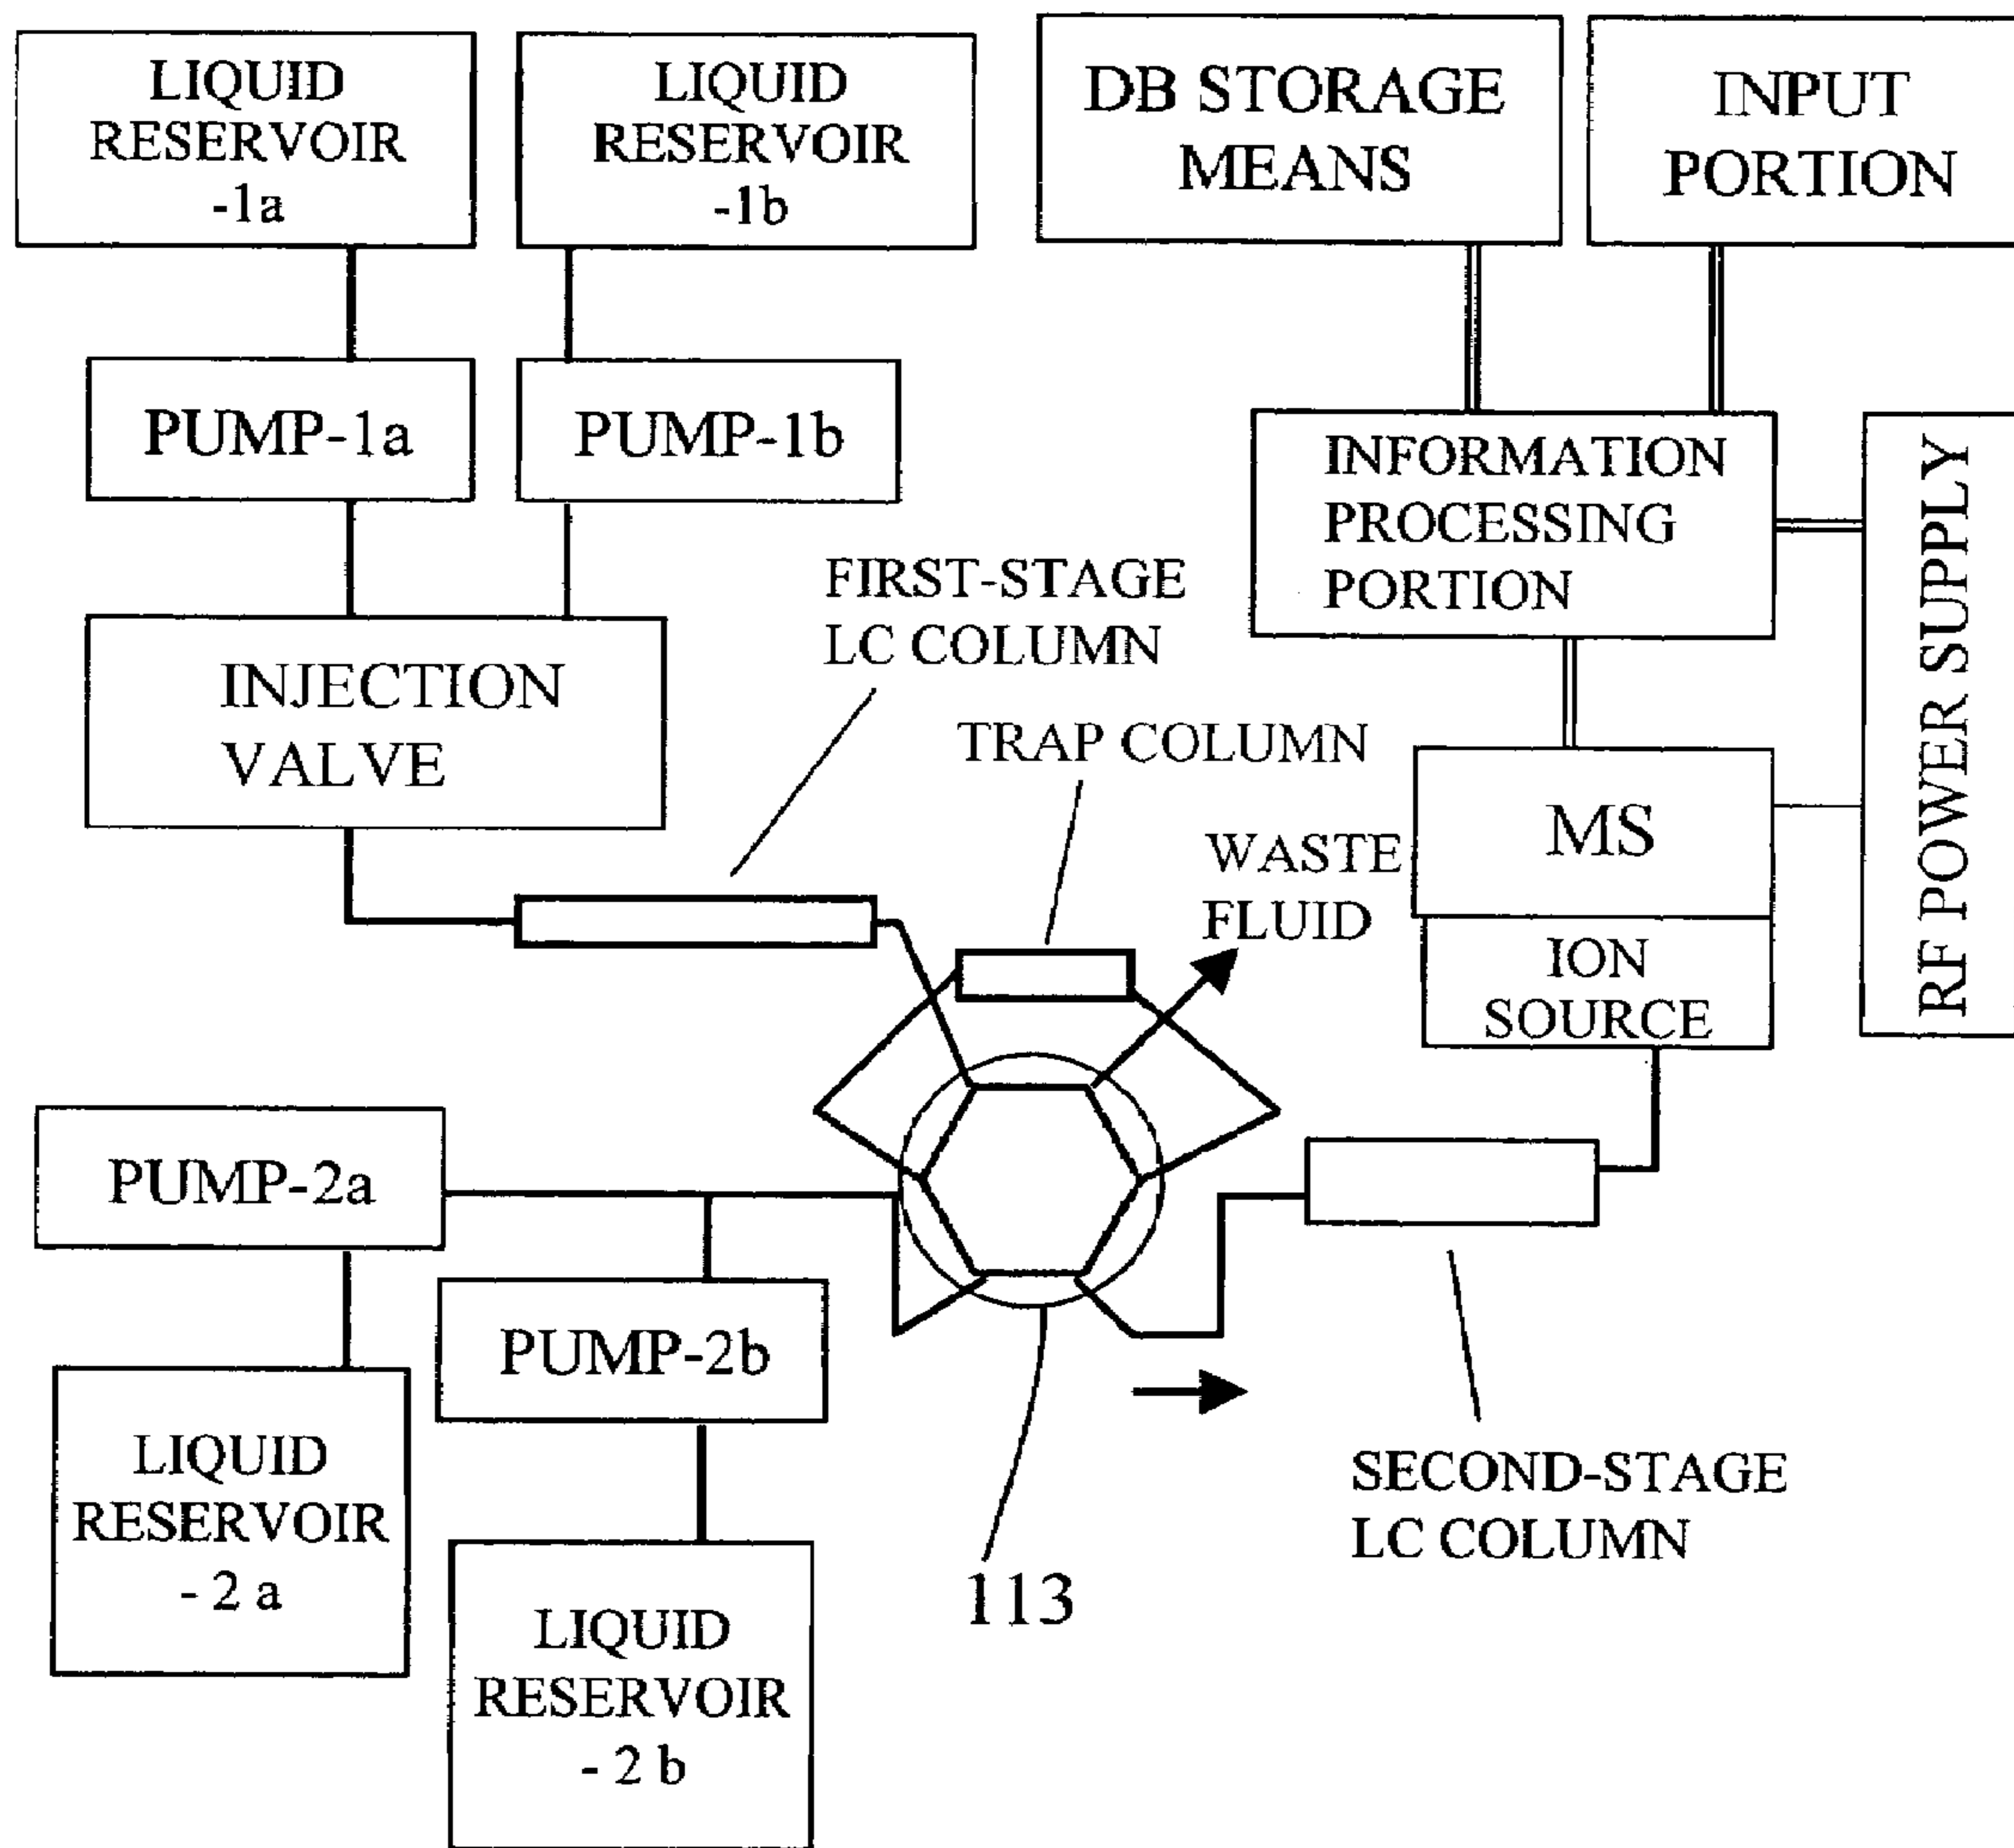 LIQUID
RESERVOIR
-1a
LIQUID
RESERVOIR
-1b
DB STORAGE
MEANS
INPUT
PORTION
PUMP-1a
PUMP-1b
INFORMATION
PROCESSING
PORTION
RF POWER SUPPLY
INJECTION
VALVE
FIRST-STAGE
LC COLUMN
TRAP COLUMN
WASTE
FLUID
MS
ION
SOURCE
PUMP-2a
PUMP-2b
LIQUID
RESERVOIR
- 2 a
LIQUID
RESERVOIR
- 2 b
113
SECOND-STAGE
LC COLUMN